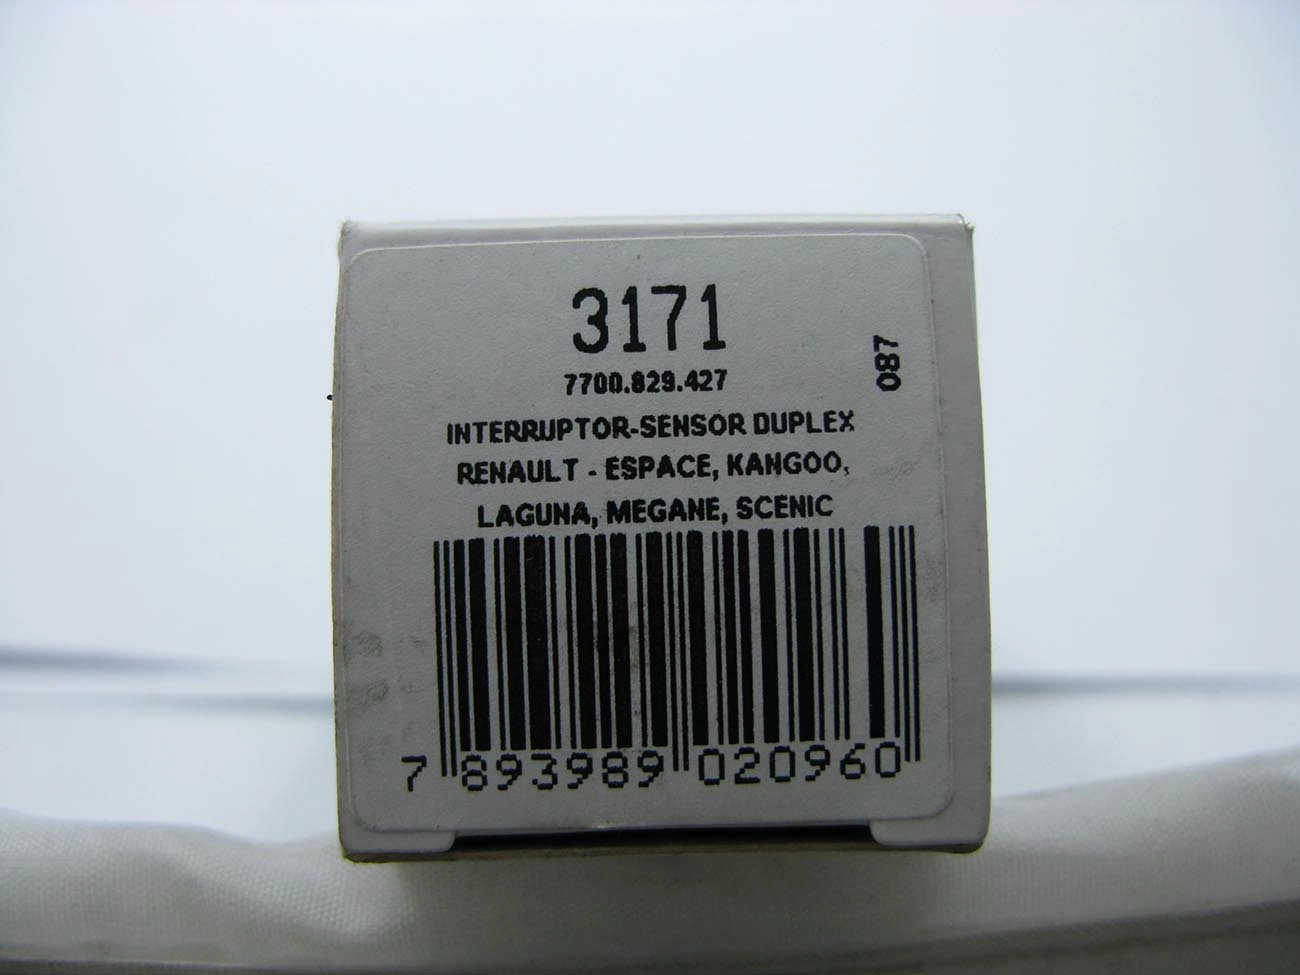 3171
087
7700.829.427
INTERRUPTOR-SENSOR DUPLEX
RENAULT - ESPACE, KANGOO,
LAGUNA, MEGANE, SCENIC
7 893989 020960